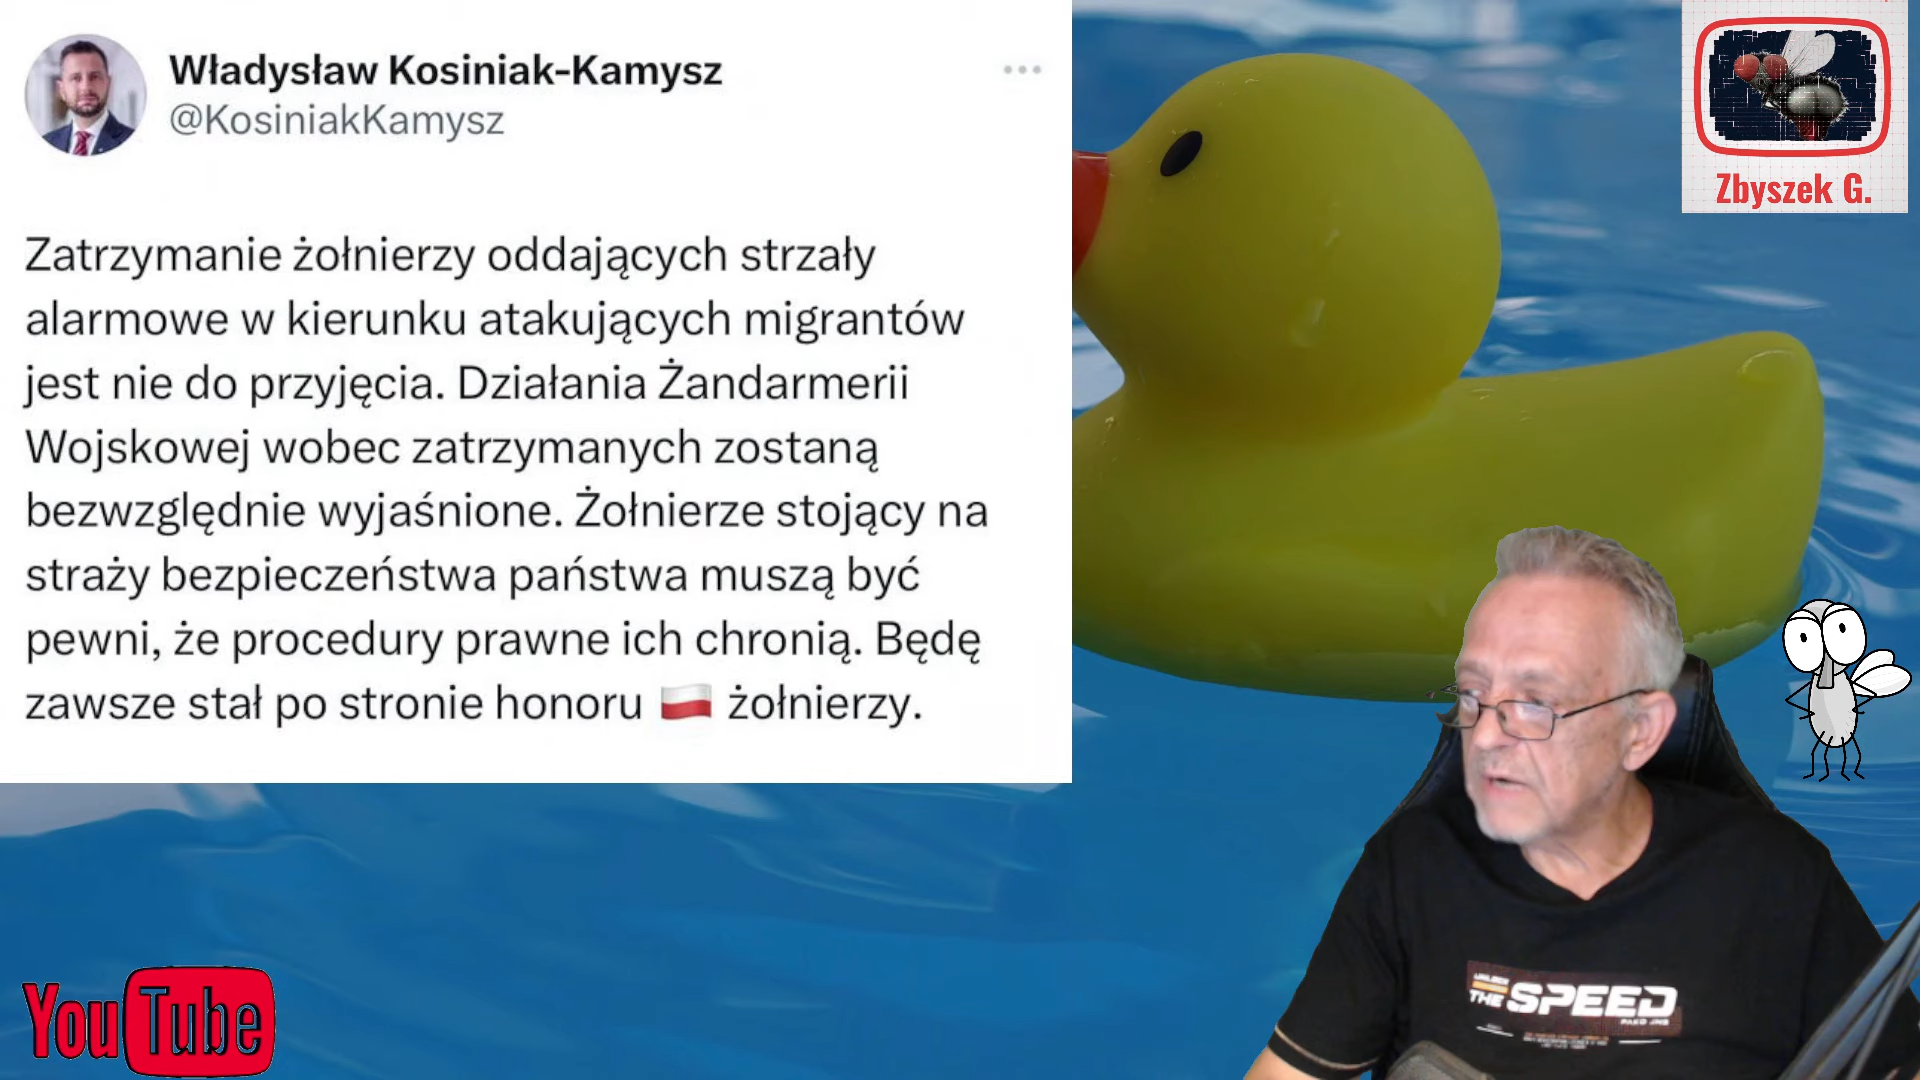 Władysław Kosiniak-Kamysz
@KosiniakKamysz
Zatrzymanie żołnierzy oddających strzały
alarmowe w kierunku atakujących migrantów
jest nie do przyjęcia. Działania Żandarmerii
Wojskowej wobec zatrzymanych zostaną
bezwzględnie wyjaśnione. Żołnierze stojący na
straży bezpieczeństwa państwa muszą być
pewni, że procedury prawne ich chronią. Będę
zawsze stał po stronie honoru 🇵🇱 żołnierzy.
Zbyszek G.
YouTube
THE SPEED